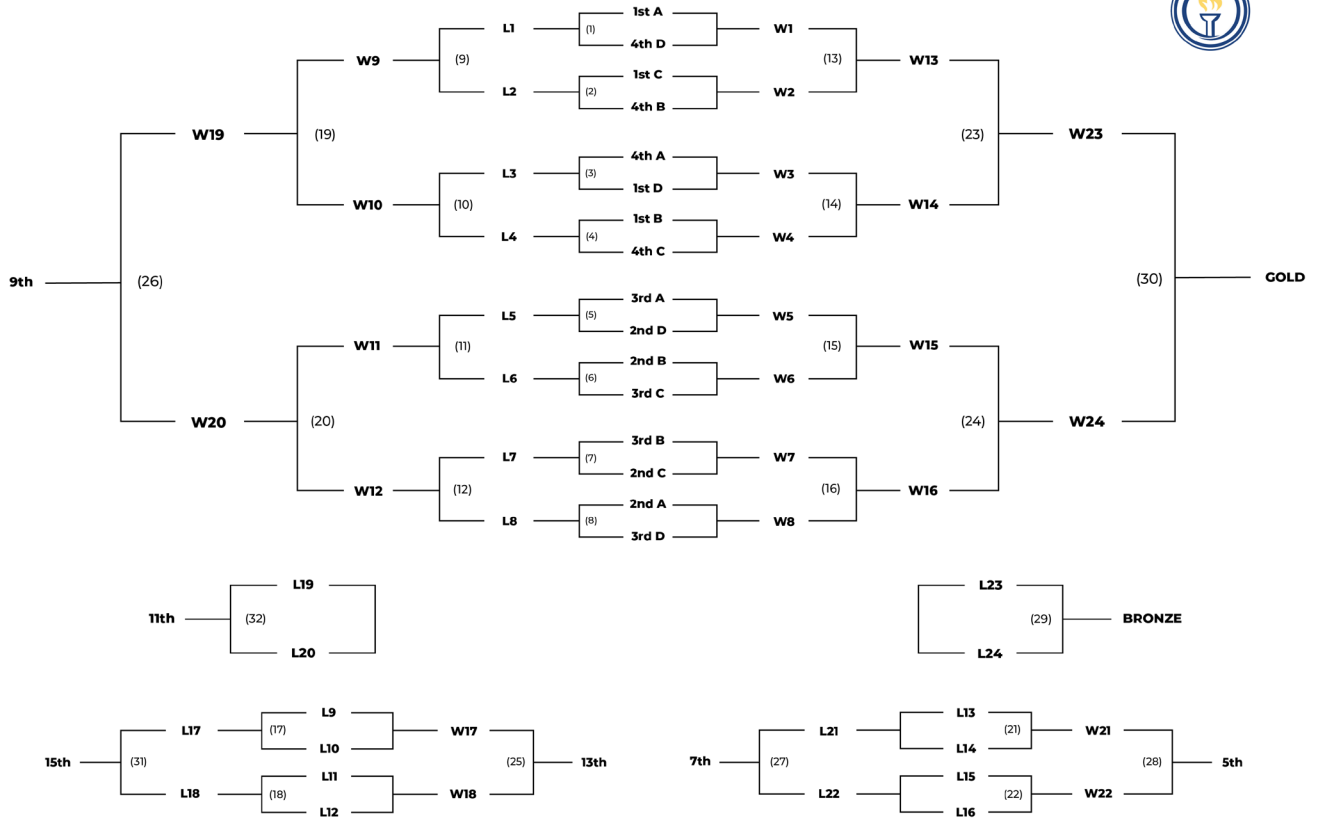 1st A
L1 (1) W1
4th D
W9 (9) (13) W13
1st C
L2 (2) W2
4th B
W19 (19) (23) W23
4th A
L3 (3) W3
1st D
W10 (10) (14) W14
1st B
L4 (4) W4
4th C
9th (26) (30) GOLD
3rd A
L5 (5) W5
2nd D
W11 (11) (15) W15
2nd B
L6 (6) W6
3rd C
W20 (20) (24) W24
3rd B
L7 (7) W7
2nd C
W12 (12) (16) W16
2nd A
L8 (8) W8
3rd D
L19
11th (32)
L20
L23
(29) BRONZE
L24
L9
L17 (17) W17
L10
15th (31) (25) 13th
L11
L18 (18) W18
L12
L13
L21 (21) W21
L14
7th (27) (28) 5th
L15
L22 (22) W22
L16